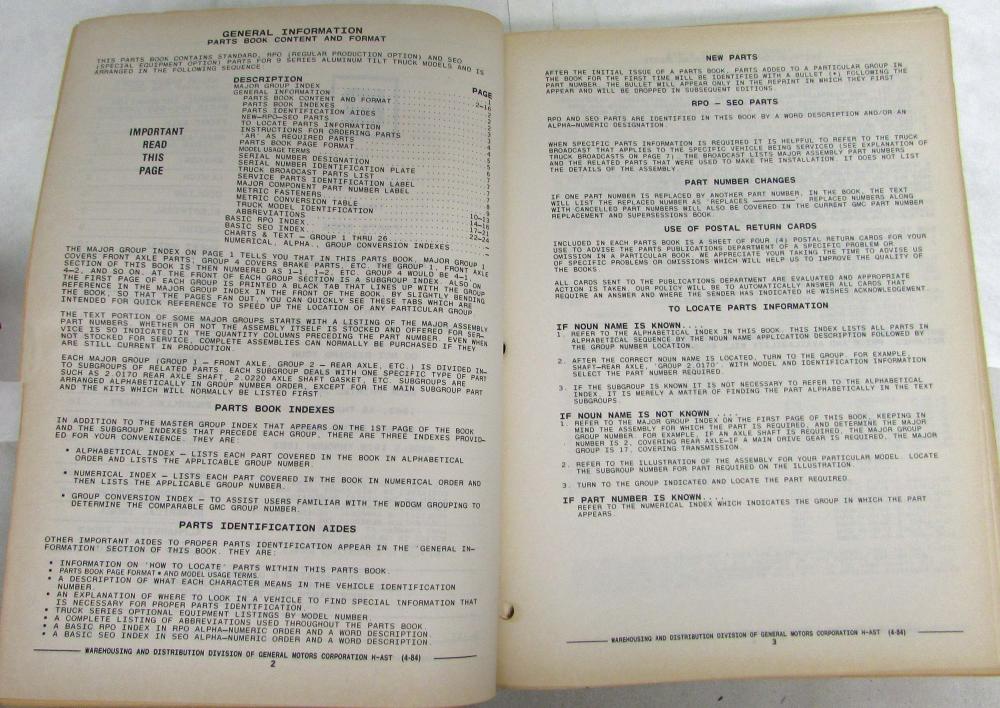 GENERAL INFORMATION
PARTS BOOK CONTENT AND FORMAT
THIS PARTS BOOK CONTAINS STANDARD, RPO (REGULAR PRODUCTION OPTION) AND SEO
(SPECIAL EQUIPMENT OPTION) PARTS FOR 9 SERIES ALUMINUM TILT TRUCK MODELS AND IS
ARRANGED IN THE FOLLOWING SEQUENCE:
IMPORTANT
READ
THIS
PAGE
DESCRIPTION PAGE
MAJOR GROUP INDEX
GENERAL INFORMATION
PARTS BOOK CONTENT AND FORMAT
PARTS BOOK INDEXES
PARTS IDENTIFICATION AIDES
NEW-RPO-SEO PARTS
TO LOCATE PARTS INFORMATION
INSTRUCTIONS FOR ORDERING PARTS
'AR' AS REQUIRED PARTS
PARTS BOOK PAGE FORMAT
MODEL USAGE TERMS
SERIAL NUMBER DESIGNATION
SERIAL NUMBER IDENTIFICATION PLATE
TRUCK BROADCAST PARTS LIST
SERVICE PARTS IDENTIFICATION LABEL
MAJOR COMPONENT PART NUMBER LABEL
METRIC FASTENERS
METRIC CONVERSION TABLE
TRUCK MODEL IDENTIFICATION
ABBREVIATIONS
BASIC RPO INDEX
BASIC SEO INDEX
CHARTS & TEXT - GROUP 1 THRU 26
NUMERICAL, ALPHA., GROUP CONVERSION INDEXES
THE MAJOR GROUP INDEX ON PAGE 1 TELLS YOU THAT IN THIS PARTS BOOK, MAJOR GROUP 1
COVERS FRONT AXLE PARTS, GROUP 4 COVERS BRAKE PARTS, ETC. THE GROUP 1, FRONT AXLE
SECTION OF THIS BOOK, IS THEN NUMBERED AS 1-1, 1-2, ETC. GROUP 4 WOULD BE 4-1,
4-2, AND SO ON. AT THE FRONT OF EACH GROUP SECTION IS A SUBGROUP INDEX. ALSO ON
THE FIRST PAGE OF EACH GROUP IS PRINTED A BLACK TAB THAT LINES UP WITH THE GROUP
REFERENCE IN THE MAJOR GROUP INDEX IN THE FRONT OF THE BOOK. BY SLIGHTLY BENDING
THE BOOK, SO THAT THE PAGES FAN OUT, YOU CAN QUICKLY SEE THESE TABS WHICH ARE
INTENDED FOR QUICK REFERENCE TO SPEED UP THE LOCATION OF ANY PARTICULAR GROUP.
THE TEXT PORTION OF SOME MAJOR GROUPS STARTS WITH A LISTING OF THE MAJOR ASSEMBLY
PART NUMBERS. WHETHER OR NOT THE ASSEMBLY ITSELF IS STOCKED AND OFFERED FOR SER-
VICE IS SO INDICATED IN THE QUANTITY COLUMNS PRECEDING THE PART NUMBER. EVEN WHEN
NOT STOCKED FOR SERVICE, COMPLETE ASSEMBLIES CAN NORMALLY BE PURCHASED IF THEY
ARE STILL CURRENT IN PRODUCTION.
EACH MAJOR GROUP (GROUP 1 - FRONT AXLE, GROUP 2 - REAR AXLE, ETC.) IS DIVIDED IN-
TO SUBGROUPS OF RELATED PARTS. EACH SUBGROUP DEALS WITH ONE SPECIFIC TYPE OF PART
SUCH AS 2.0170 REAR AXLE SHAFT, 2.0220 AXLE SHAFT GASKET, ETC. SUBGROUPS ARE
ARRANGED ALPHABETICALLY IN GROUP NUMBER ORDER, EXCEPT FOR THE MAIN SUBGROUP PART
AND THE KITS WHICH WILL NORMALLY BE LISTED FIRST.
PARTS BOOK INDEXES
IN ADDITION TO THE MASTER GROUP INDEX THAT APPEARS ON THE 1ST PAGE OF THE BOOK
AND THE SUBGROUP INDEXES THAT PRECEDE EACH GROUP, THERE ARE THREE INDEXES PROVID-
ED FOR YOUR CONVENIENCE. THEY ARE:
• ALPHABETICAL INDEX - LISTS EACH PART COVERED IN THE BOOK IN ALPHABETICAL
ORDER AND LISTS THE APPLICABLE GROUP NUMBER.
• NUMERICAL INDEX - LISTS EACH PART COVERED IN THE BOOK IN NUMERICAL ORDER AND
THEN LISTS THE APPLICABLE GROUP NUMBER.
• GROUP CONVERSION INDEX - TO ASSIST USERS FAMILIAR WITH THE WDDGM GROUPING TO
DETERMINE THE COMPARABLE GMC GROUP NUMBER.
PARTS IDENTIFICATION AIDES
OTHER IMPORTANT AIDES TO PROPER PARTS IDENTIFICATION APPEAR IN THE 'GENERAL IN-
FORMATION' SECTION OF THIS BOOK. THEY ARE:
• INFORMATION ON 'HOW TO LOCATE' PARTS WITHIN THIS PARTS BOOK.
• PARTS BOOK PAGE FORMAT • AND MODEL USAGE TERMS.
• A DESCRIPTION OF WHAT EACH CHARACTER MEANS IN THE VEHICLE IDENTIFICATION
NUMBER.
• AN EXPLANATION OF WHERE TO LOOK IN A VEHICLE TO FIND SPECIAL INFORMATION THAT
IS NECESSARY FOR PROPER PARTS IDENTIFICATION.
• TRUCK SERIES OPTIONAL EQUIPMENT LISTINGS BY MODEL NUMBER.
• A COMPLETE LISTING OF ABBREVIATIONS USED THROUGHOUT THE PARTS BOOK.
• A BASIC RPO INDEX IN RPO ALPHA-NUMERIC ORDER AND A WORD DESCRIPTION.
• A BASIC SEO INDEX IN SEO ALPHA-NUMERIC ORDER AND A WORD DESCRIPTION.
WAREHOUSING AND DISTRIBUTION DIVISION OF GENERAL MOTORS CORPORATION H-AST (4-84)
2
NEW PARTS
AFTER THE INITIAL ISSUE OF A PARTS BOOK, PARTS ADDED TO A PARTICULAR GROUP IN
THE BOOK FOR THE FIRST TIME WILL BE IDENTIFIED WITH A BULLET (•) FOLLOWING THE
PART NUMBER. THE BULLET WILL APPEAR ONLY IN THE REPRINT IN WHICH THEY FIRST
APPEAR AND WILL BE DROPPED IN SUBSEQUENT EDITIONS.
RPO - SEO PARTS
RPO AND SEO PARTS ARE IDENTIFIED IN THIS BOOK BY A WORD DESCRIPTION AND/OR AN
ALPHA-NUMERIC DESIGNATION.
WHEN SPECIFIC PARTS INFORMATION IS REQUIRED IT IS HELPFUL TO REFER TO THE TRUCK
BROADCAST THAT APPLIES TO THE SPECIFIC VEHICLE BEING SERVICED (SEE EXPLANATION OF
TRUCK BROADCASTS ON PAGE 7). THE BROADCAST LISTS MAJOR ASSEMBLY PART NUMBERS
AND THE RELATED PARTS THAT WERE USED TO MAKE THE INSTALLATION. IT DOES NOT LIST
THE DETAILS OF THE ASSEMBLY.
PART NUMBER CHANGES
IF ONE PART NUMBER IS REPLACED BY ANOTHER PART NUMBER, IN THE BOOK, THE TEXT
WILL LIST THE REPLACED NUMBER AS 'REPLACES ________'. REPLACED NUMBERS ALONG
WITH CANCELLED PART NUMBERS WILL ALSO BE COVERED IN THE CURRENT GMC PART NUMBER
REPLACEMENT AND SUPERSESSIONS BOOK.
USE OF POSTAL RETURN CARDS
INCLUDED IN EACH PARTS BOOK IS A SHEET OF FOUR (4) POSTAL RETURN CARDS FOR YOUR
USE TO ADVISE THE PARTS PUBLICATIONS DEPARTMENT OF A SPECIFIC PROBLEM OR
OMISSION IN A PARTICULAR BOOK. WE APPRECIATE YOUR TAKING THE TIME TO ADVISE US
OF SPECIFIC PROBLEMS OR OMISSIONS WHICH WILL HELP US TO IMPROVE THE QUALITY OF
THE BOOKS.
ALL CARDS SENT TO THE PUBLICATIONS DEPARTMENT ARE EVALUATED AND APPROPRIATE
ACTION IS TAKEN. OUR POLICY WILL BE TO AUTOMATICALLY ANSWER ALL CARDS THAT
REQUIRE AN ANSWER AND WHERE THE SENDER HAS INDICATED HE WISHES ACKNOWLEDGEMENT.
TO LOCATE PARTS INFORMATION
IF NOUN NAME IS KNOWN....
1. REFER TO THE ALPHABETICAL INDEX IN THIS BOOK. THIS INDEX LISTS ALL PARTS IN
ALPHABETICAL SEQUENCE BY THE NOUN NAME APPLICATION DESCRIPTION FOLLOWED BY
THE GROUP NUMBER LOCATION.
2. AFTER THE CORRECT NOUN NAME IS LOCATED, TURN TO THE GROUP. FOR EXAMPLE,
SHAFT-REAR AXLE, 'GROUP 2.0170'. WITH MODEL AND IDENTIFICATION INFORMATION
SELECT THE PART NUMBER REQUIRED.
3. IF THE SUBGROUP IS KNOWN IT IS NOT NECESSARY TO REFER TO THE ALPHABETICAL
INDEX. IT IS MERELY A MATTER OF FINDING THE PART ALPHABETICALLY IN THE TEXT
SUBGROUPS.
IF NOUN NAME IS NOT KNOWN ....
1. REFER TO THE MAJOR GROUP INDEX ON THE FIRST PAGE OF THIS BOOK, KEEPING IN
MIND THE ASSEMBLY FOR WHICH THE PART IS REQUIRED, AND DETERMINE THE MAJOR
GROUP NUMBER. FOR EXAMPLE, IF AN AXLE SHAFT IS REQUIRED, THE MAJOR GROUP
NUMBER IS 2, COVERING REAR AXLE-IF A MAIN DRIVE GEAR IS REQUIRED, THE MAJOR
GROUP IS 17, COVERING TRANSMISSION.
2. REFER TO THE ILLUSTRATION OF THE ASSEMBLY FOR YOUR PARTICULAR MODEL. LOCATE
THE SUBGROUP NUMBER FOR PART REQUIRED ON THE ILLUSTRATION.
3. TURN TO THE GROUP INDICATED AND LOCATE THE PART REQUIRED.
IF PART NUMBER IS KNOWN....
REFER TO THE NUMERICAL INDEX WHICH INDICATES THE GROUP IN WHICH THE PART
APPEARS.
WAREHOUSING AND DISTRIBUTION DIVISION OF GENERAL MOTORS CORPORATION H-AST (4-84)
3